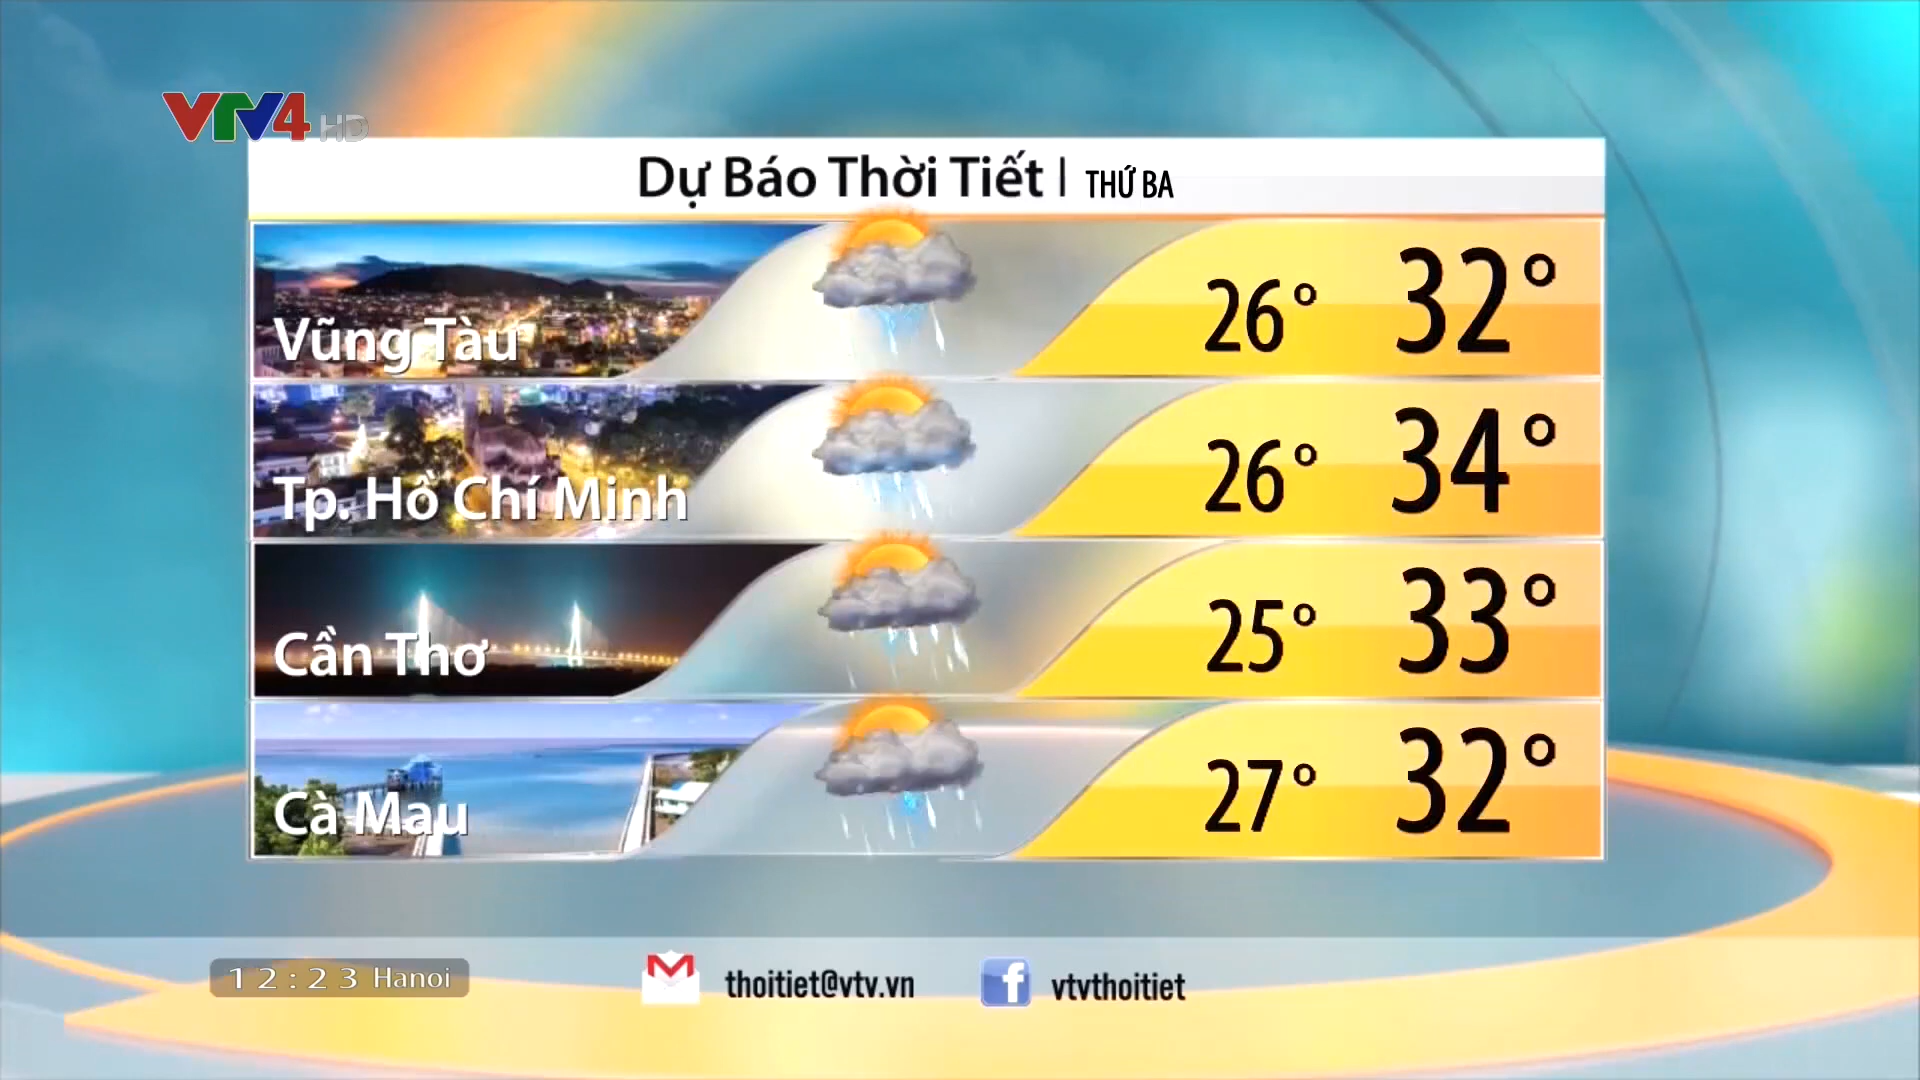 VTV4 HD
Dự Báo Thời Tiết | THỨ BA
Vũng Tàu 26° 32°
Tp. Hồ Chí Minh 26° 34°
Cần Thơ 25° 33°
Cà Mau 27° 32°
12:23 Hanoi thoitiet@vtv.vn vtvthoitiet